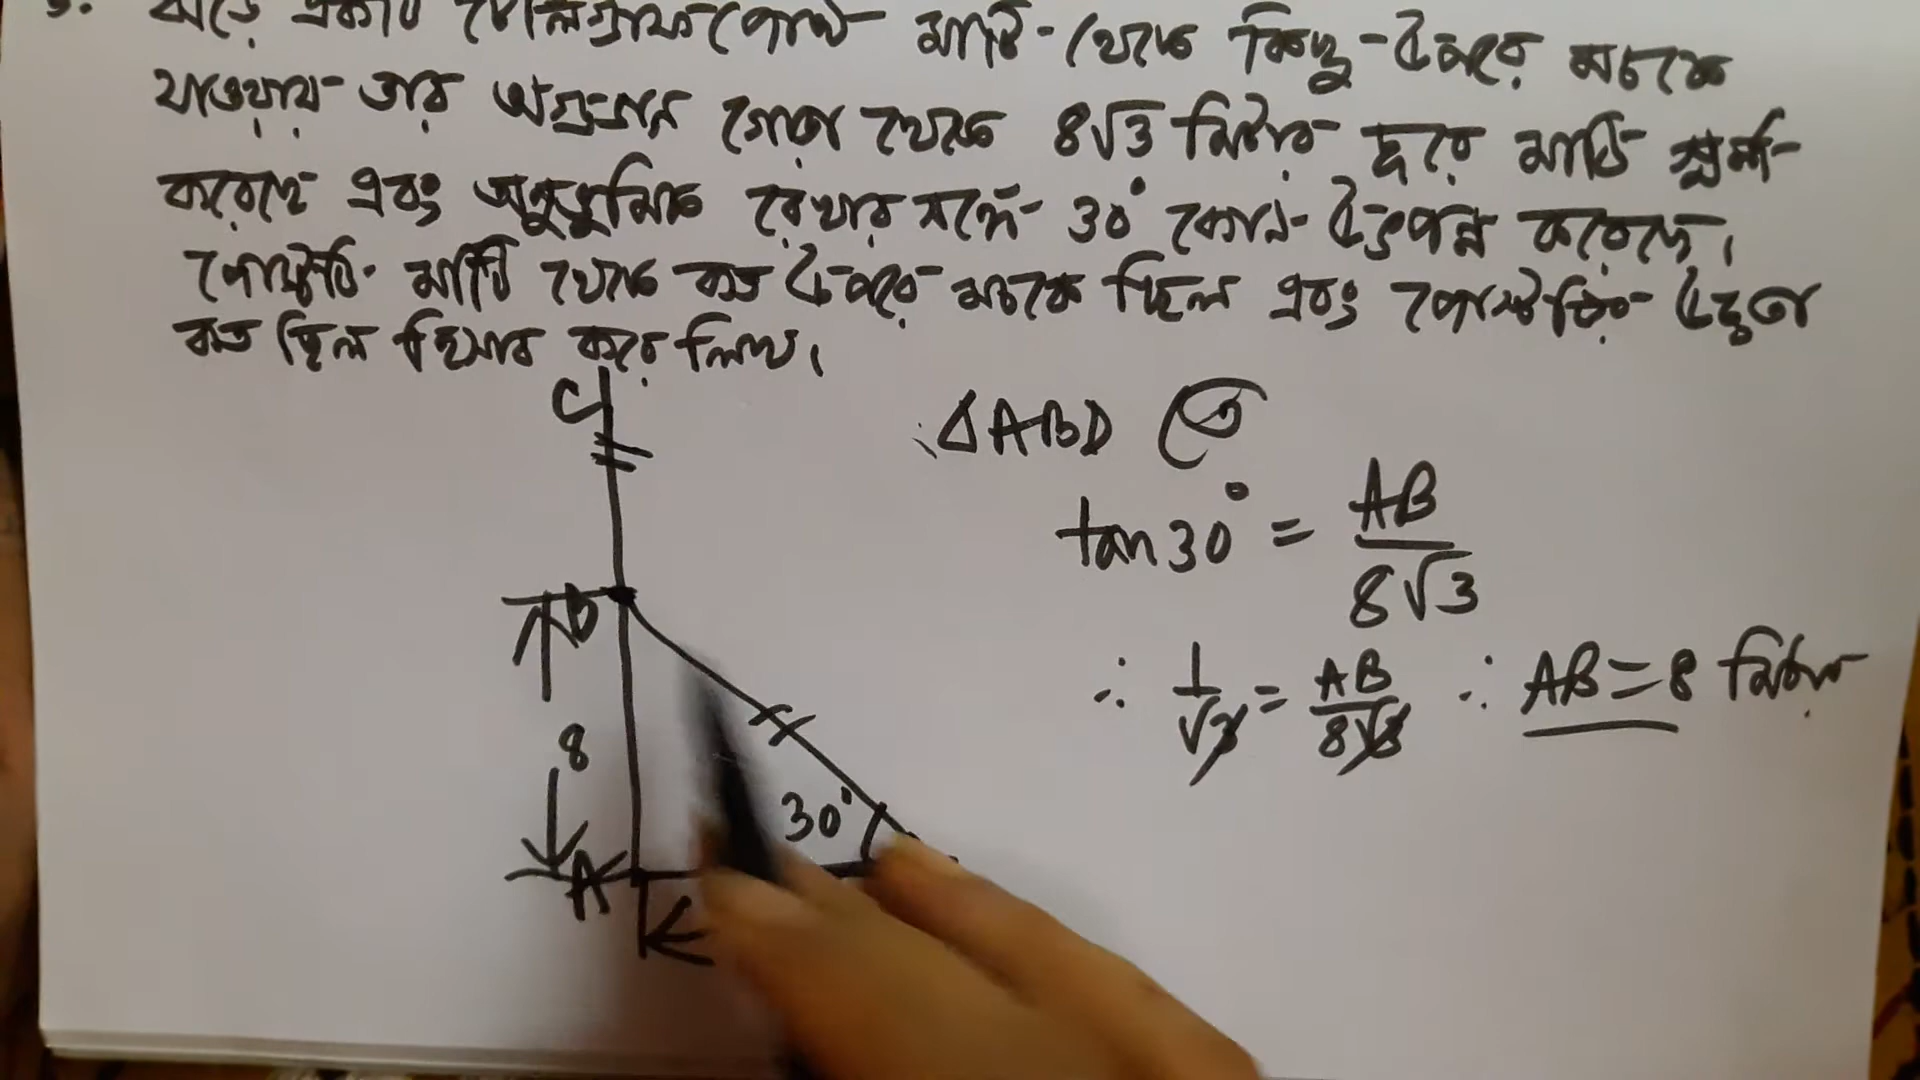 ঝড়ে একটি টেলিগ্রাফপোস্ট মাটি থেকে কিছু উপরে মচকে
যাওয়ায় তার অগ্রভাগ গোড়া থেকে 8√3 মিটার দূরে মাটি স্পর্শ
করেছে এবং অনুভূমিক রেখার সঙ্গে 30° কোণ উৎপন্ন করেছে।
পোস্টটি মাটি থেকে কত উপরে মচকে ছিল এবং পোস্টটির উচ্চতা
কত ছিল হিসাব করে লিখ।
C
∴ ΔABD তে
tan 30° = AB/8√3
B
∴ 1/√3 = AB/8√3 ∴ AB = 8 মিটার
8
30°
A